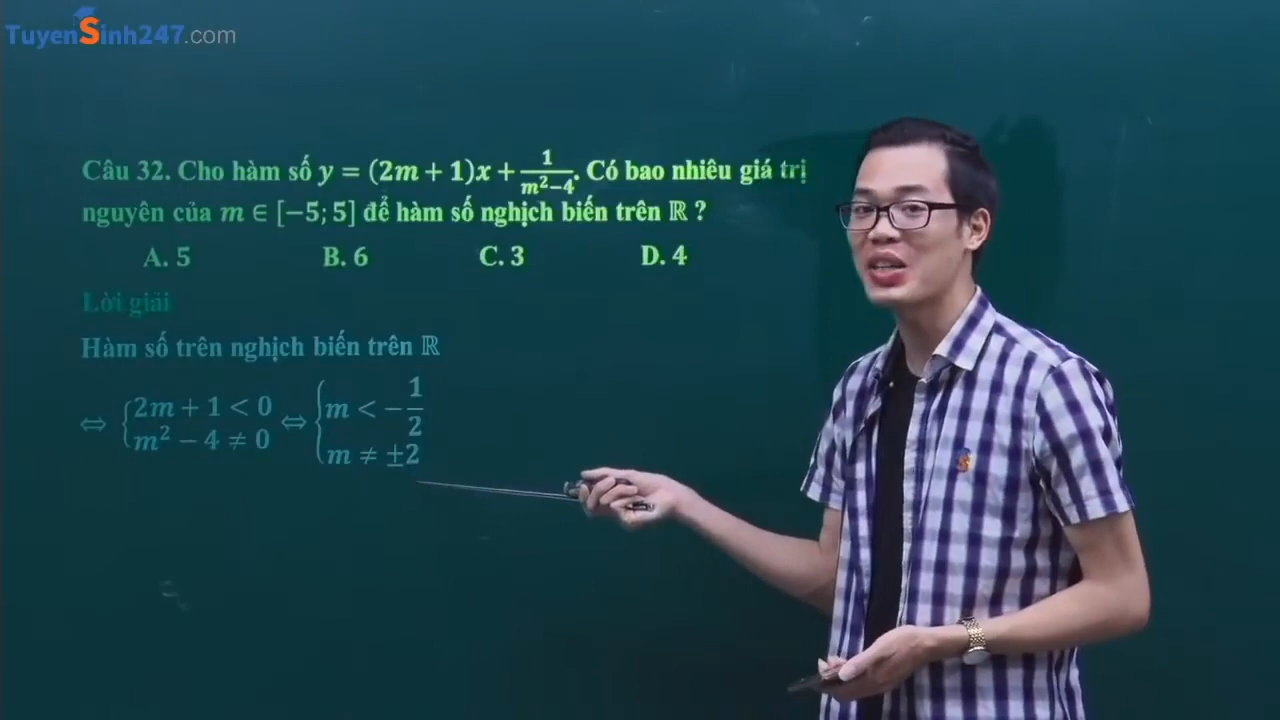 TuyenSinh247.com
Câu 32. Cho hàm số y = (2m + 1)x + 1/(m² − 4). Có bao nhiêu giá trị
nguyên của m ∈ [−5; 5] để hàm số nghịch biến trên ℝ ?
A. 5 B. 6 C. 3 D. 4
Lời giải
Hàm số trên nghịch biến trên ℝ
⇔ { 2m + 1 < 0 ; m² − 4 ≠ 0 ⇔ { m < −1/2 ; m ≠ ±2